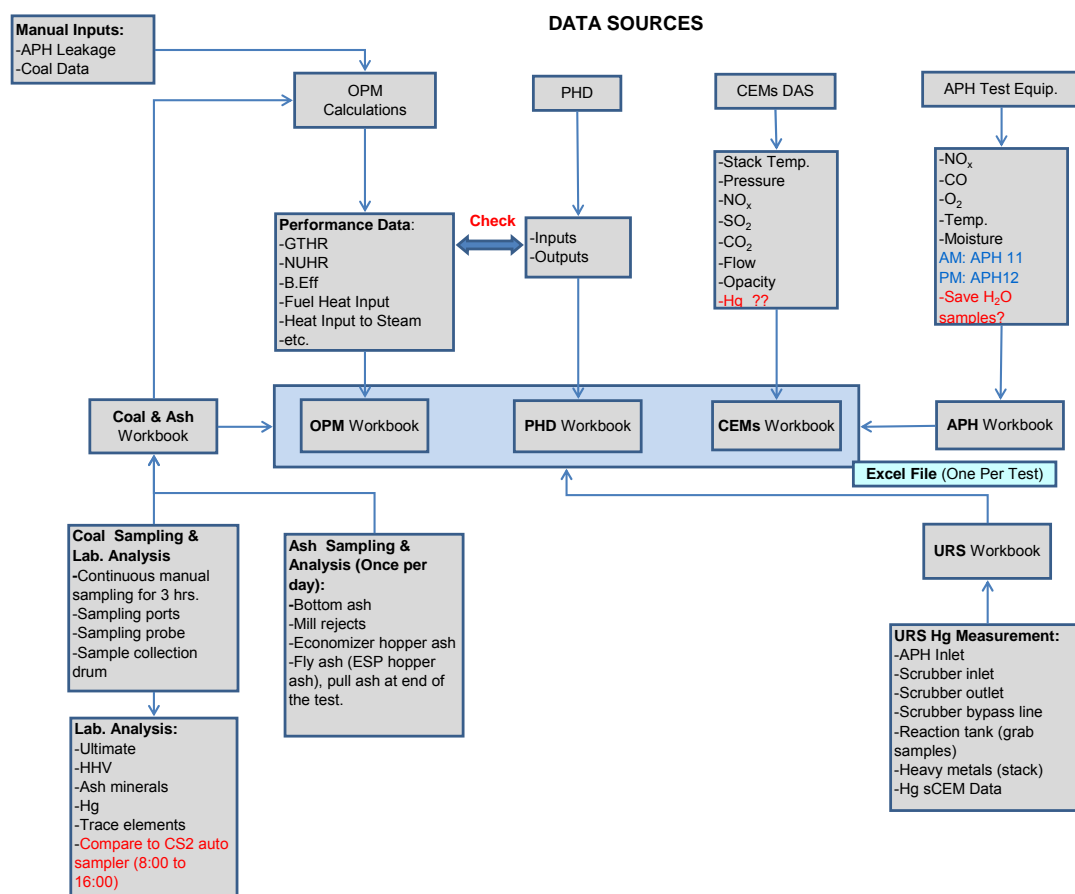 DATA SOURCES
Manual Inputs:
-APH Leakage
-Coal Data
OPM
Calculations
PHD
CEMs DAS
APH Test Equip.
Performance Data:
-GTHR
-NUHR
-B.Eff
-Fuel Heat Input
-Heat Input to Steam
-etc.
Check
-Inputs
-Outputs
-Stack Temp.
-Pressure
-NOx
-SO2
-CO2
-Flow
-Opacity
-Hg ??
-NOx
-CO
-O2
-Temp.
-Moisture
AM: APH 11
PM: APH12
-Save H2O
samples?
Coal & Ash
Workbook
OPM Workbook
PHD Workbook
CEMs Workbook
APH Workbook
Excel File (One Per Test)
Coal Sampling &
Lab. Analysis
-Continuous manual
sampling for 3 hrs.
-Sampling ports
-Sampling probe
-Sample collection
drum
Ash Sampling &
Analysis (Once per
day):
-Bottom ash
-Mill rejects
-Economizer hopper ash
-Fly ash (ESP hopper
ash), pull ash at end of
the test.
URS Workbook
URS Hg Measurement:
-APH Inlet
-Scrubber inlet
-Scrubber outlet
-Scrubber bypass line
-Reaction tank (grab
samples)
-Heavy metals (stack)
-Hg sCEM Data
Lab. Analysis:
-Ultimate
-HHV
-Ash minerals
-Hg
-Trace elements
-Compare to CS2 auto
sampler (8:00 to
16:00)